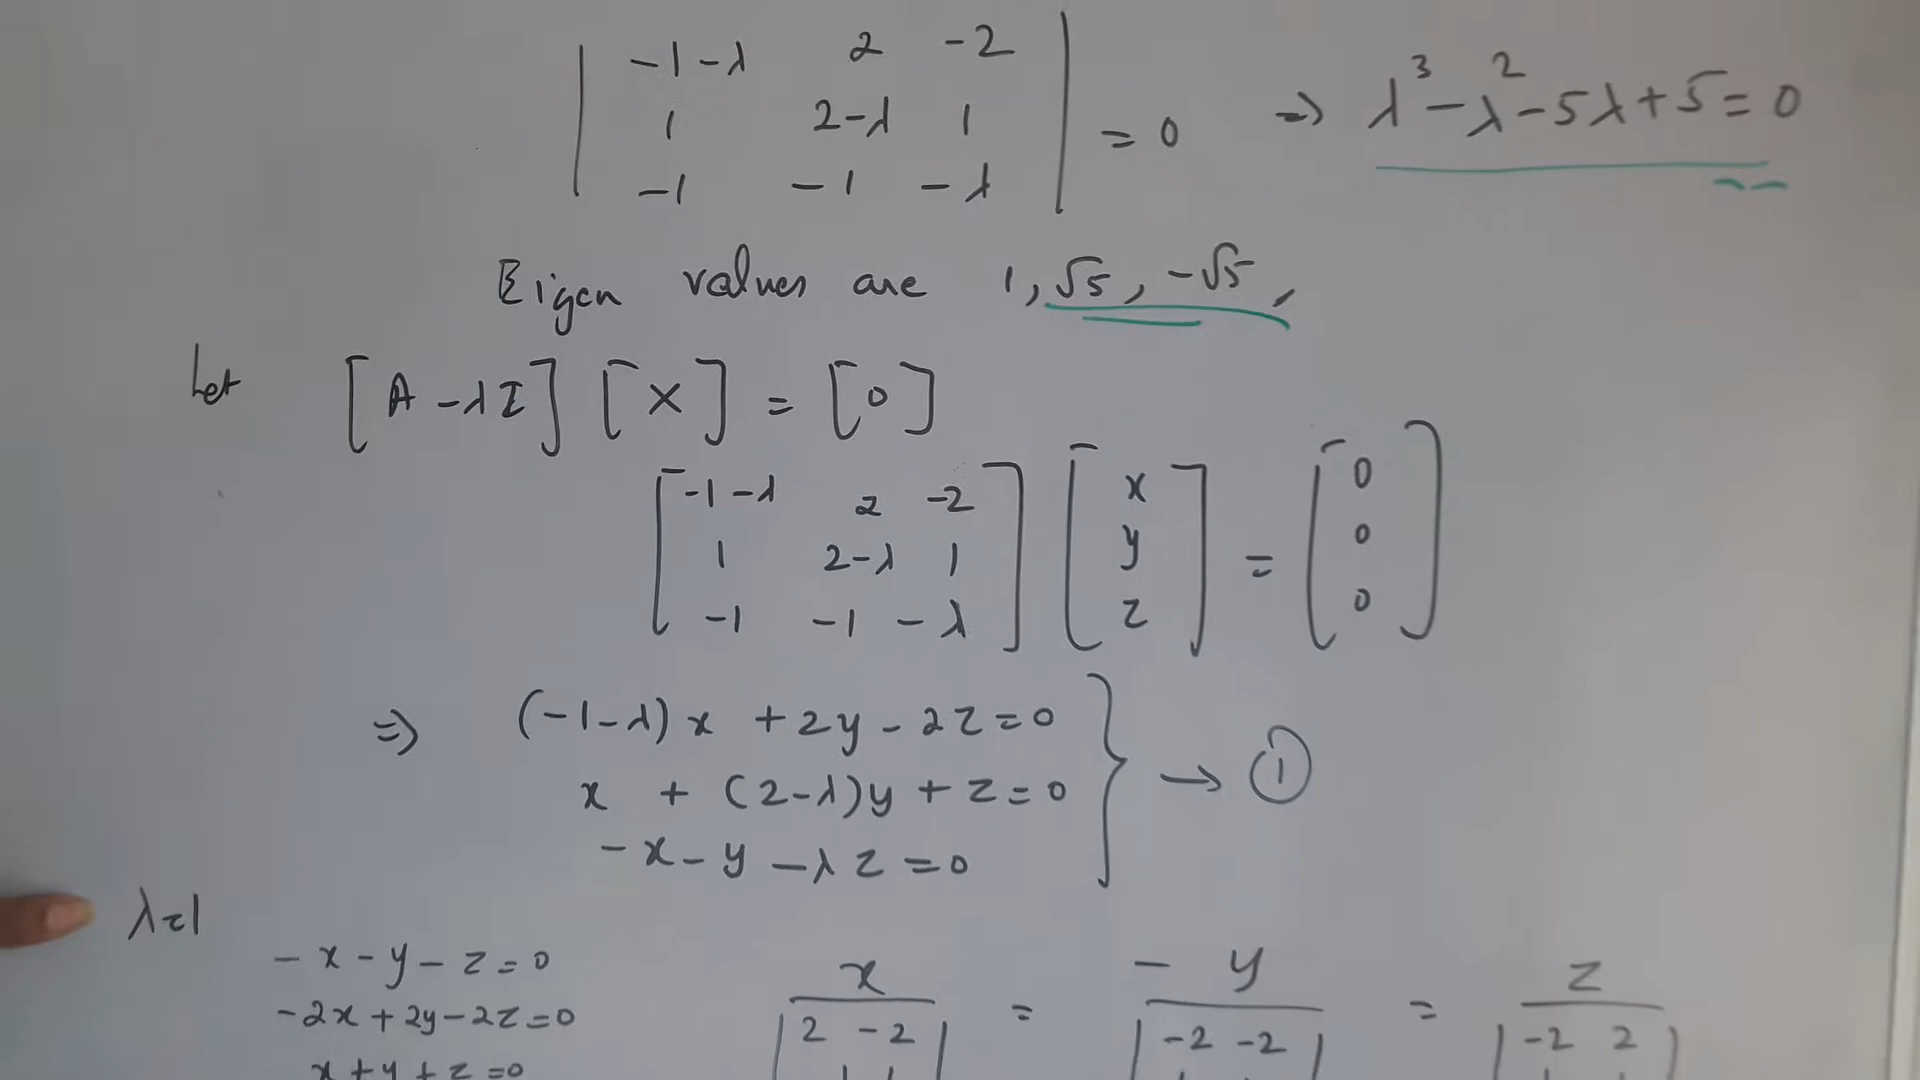 | -1-λ 2 -2 |
| 1 2-λ 1 | = 0 ⇒ λ³ - λ² - 5λ + 5 = 0
| -1 -1 -λ |
Eigen values are 1, √5, -√5,
Let [A - λI] [X] = [0]
[ -1-λ 2 -2 ] [ x ] [ 0 ]
[ 1 2-λ 1 ] [ y ] = [ 0 ]
[ -1 -1 -λ ] [ z ] [ 0 ]
⇒ (-1-λ)x + 2y - 2z = 0
x + (2-λ)y + z = 0 } → ①
-x - y - λz = 0
λ=1
-x - y - z = 0 x = -y = z
-2x + 2y - 2z = 0 | 2 -2 | | -2 -2 | | -2 2 |
x + y + z = 0